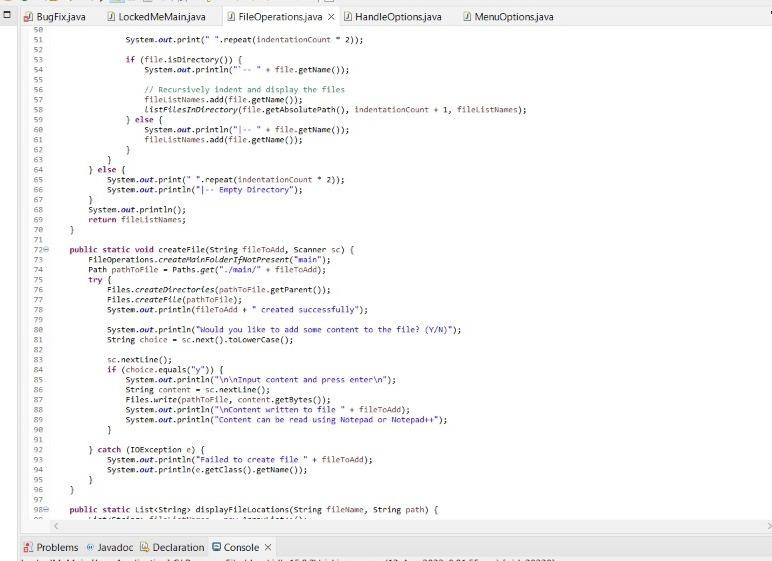 BugFix.java LockedMeMain.java FileOperations.java HandleOptions.java MenuOptions.java
50
51 System.out.print(" ".repeat(indentationCount * 2));
52
53 if (file.isDirectory()) {
54 System.out.println("`-- " + file.getName());
55
56 // Recursively indent and display the files
57 fileListNames.add(file.getName());
58 listFilesInDirectory(file.getAbsolutePath(), indentationCount + 1, fileListNames);
59 } else {
60 System.out.println("|-- " + file.getName());
61 fileListNames.add(file.getName());
62 }
63 }
64 } else {
65 System.out.print(" ".repeat(indentationCount * 2));
66 System.out.println("|-- Empty Directory");
67 }
68 System.out.println();
69 return fileListNames;
70 }
71
72 public static void createFile(String fileToAdd, Scanner sc) {
73 FileOperations.createMainFolderIfNotPresent("main");
74 Path pathToFile = Paths.get("./main/" + fileToAdd);
75 try {
76 Files.createDirectories(pathToFile.getParent());
77 Files.createFile(pathToFile);
78 System.out.println(fileToAdd + " created successfully");
79
80 System.out.println("Would you like to add some content to the file? (Y/N)");
81 String choice = sc.next().toLowerCase();
82
83 sc.nextLine();
84 if (choice.equals("y")) {
85 System.out.println("\n\nInput content and press enter\n");
86 String content = sc.nextLine();
87 Files.write(pathToFile, content.getBytes());
88 System.out.println("\nContent written to file " + fileToAdd);
89 System.out.println("Content can be read using Notepad or Notepad++");
90 }
91
92 } catch (IOException e) {
93 System.out.println("Failed to create file " + fileToAdd);
94 System.out.println(e.getClass().getName());
95 }
96 }
97
98 public static List<String> displayFileLocations(String fileName, String path) {
Problems Javadoc Declaration Console